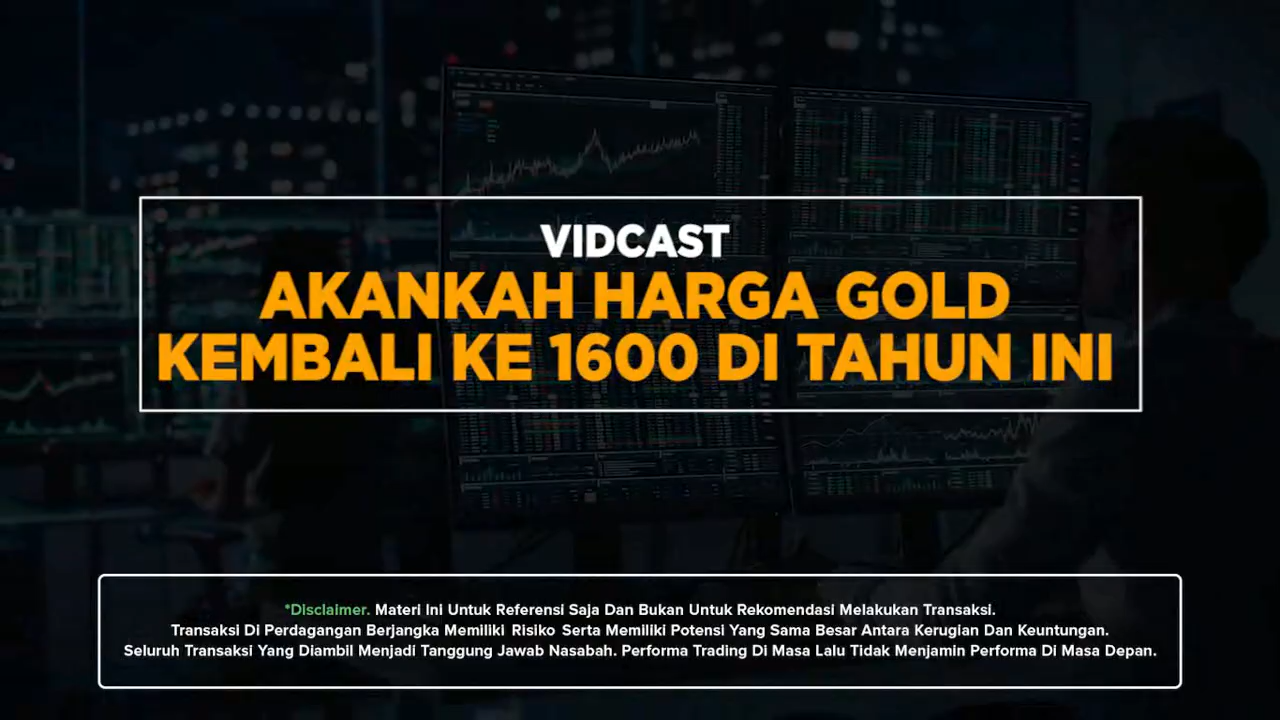 VIDCAST
AKANKAH HARGA GOLD
KEMBALI KE 1600 DI TAHUN INI
*Disclaimer. Materi Ini Untuk Referensi Saja Dan Bukan Untuk Rekomendasi Melakukan Transaksi.
Transaksi Di Perdagangan Berjangka Memiliki Risiko Serta Memiliki Potensi Yang Sama Besar Antara Kerugian Dan Keuntungan.
Seluruh Transaksi Yang Diambil Menjadi Tanggung Jawab Nasabah. Performa Trading Di Masa Lalu Tidak Menjamin Performa Di Masa Depan.